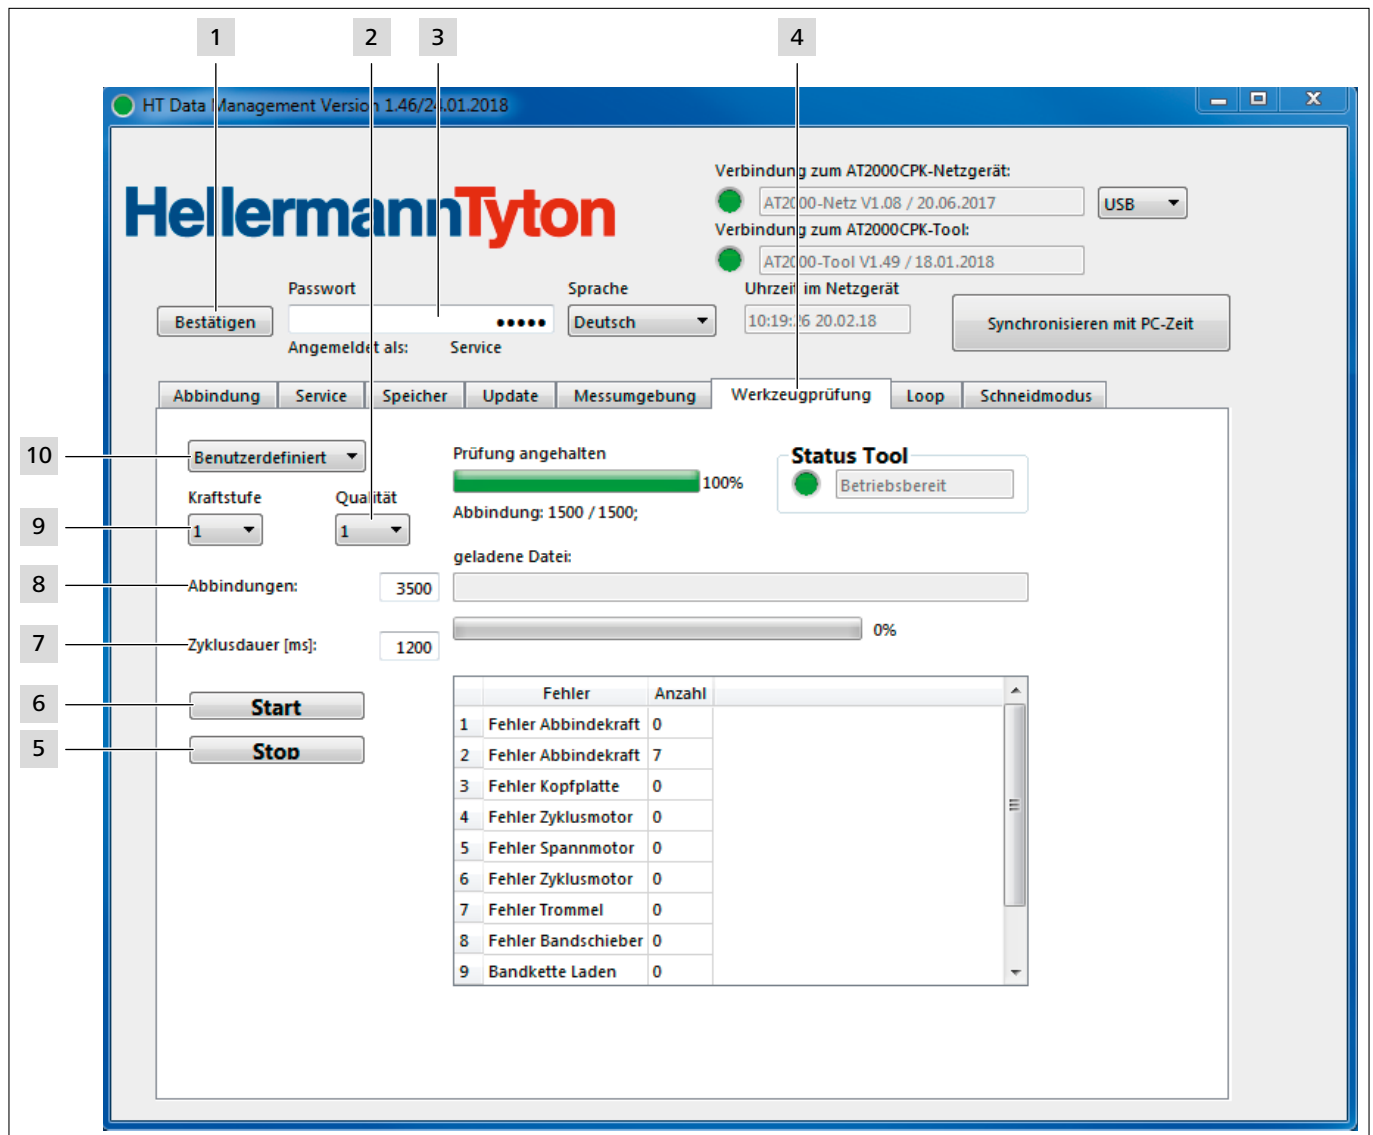 1 2 3 4
HT Data Management Version 1.46/24.01.2018
HellermannTyton
Verbindung zum AT2000CPK-Netzgerät:
AT2000-Netz V1.08 / 20.06.2017
USB
Verbindung zum AT2000CPK-Tool:
AT2000-Tool V1.49 / 18.01.2018
Passwort Sprache Uhrzeit im Netzgerät
Bestätigen ●●●●● Deutsch 10:19:26 20.02.18 Synchronisieren mit PC-Zeit
Angemeldet als: Service
Abbindung Service Speicher Update Messumgebung Werkzeugprüfung Loop Schneidmodus
10 Benutzerdefiniert Prüfung angehalten Status Tool
100% Betriebsbereit
Kraftstufe Qualität
Abbindung: 1500 / 1500;
9 1 1
geladene Datei:
8 Abbindungen: 3500
7 Zyklusdauer [ms]: 1200 0%
6 Start
5 Stop
Fehler Anzahl
1 Fehler Abbindekraft 0
2 Fehler Abbindekraft 7
3 Fehler Kopfplatte 0
4 Fehler Zyklusmotor 0
5 Fehler Spannmotor 0
6 Fehler Zyklusmotor 0
7 Fehler Trommel 0
8 Fehler Bandschieber 0
9 Bandkette Laden 0